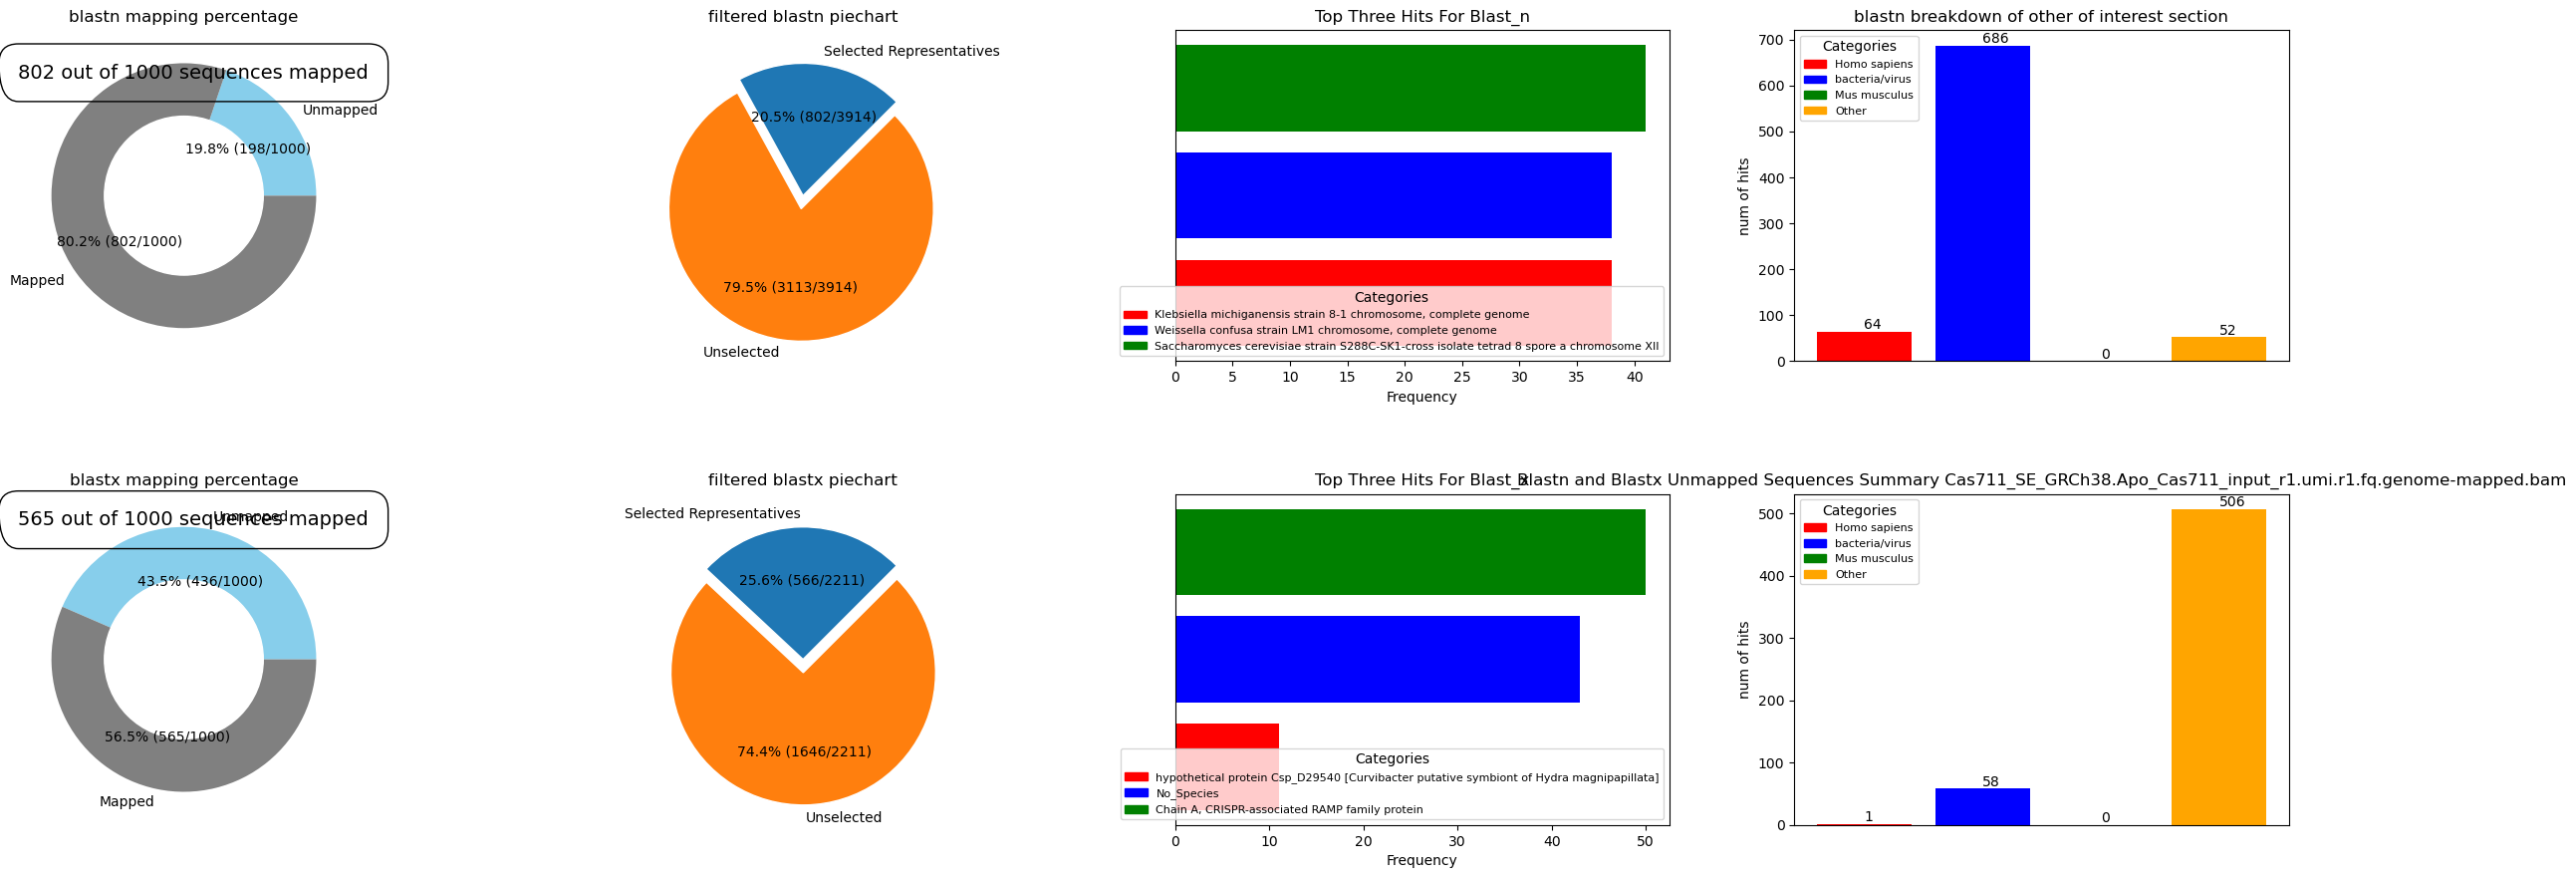 blastn mapping percentage
802 out of 1000 sequences mapped
Unmapped
19.8% (198/1000)
80.2% (802/1000)
Mapped
filtered blastn piechart
Selected Representatives
20.5% (802/3914)
79.5% (3113/3914)
Unselected
Top Three Hits For Blast_n
Categories
Klebsiella michiganensis strain 8-1 chromosome, complete genome
Weissella confusa strain LM1 chromosome, complete genome
Saccharomyces cerevisiae strain S288C-SK1-cross isolate tetrad 8 spore a chromosome XII
0 5 10 15 20 25 30 35 40
Frequency
blastn breakdown of other of interest section
num of hits
700
600
500
400
300
200
100
0
Categories
Homo sapiens
bacteria/virus
Mus musculus
Other
64
686
0
52
blastx mapping percentage
565 out of 1000 sequences mapped
Unmapped
43.5% (436/1000)
56.5% (565/1000)
Mapped
filtered blastx piechart
Selected Representatives
25.6% (566/2211)
74.4% (1646/2211)
Unselected
Top Three Hits For Blast_x
Categories
hypothetical protein Csp_D29540 [Curvibacter putative symbiont of Hydra magnipapillata]
No_Species
Chain A, CRISPR-associated RAMP family protein
0 10 20 30 40 50
Frequency
Blastn and Blastx Unmapped Sequences Summary Cas711_SE_GRCh38.Apo_Cas711_input_r1.umi.r1.fq.genome-mapped.bam
num of hits
500
400
300
200
100
0
Categories
Homo sapiens
bacteria/virus
Mus musculus
Other
1
58
0
506